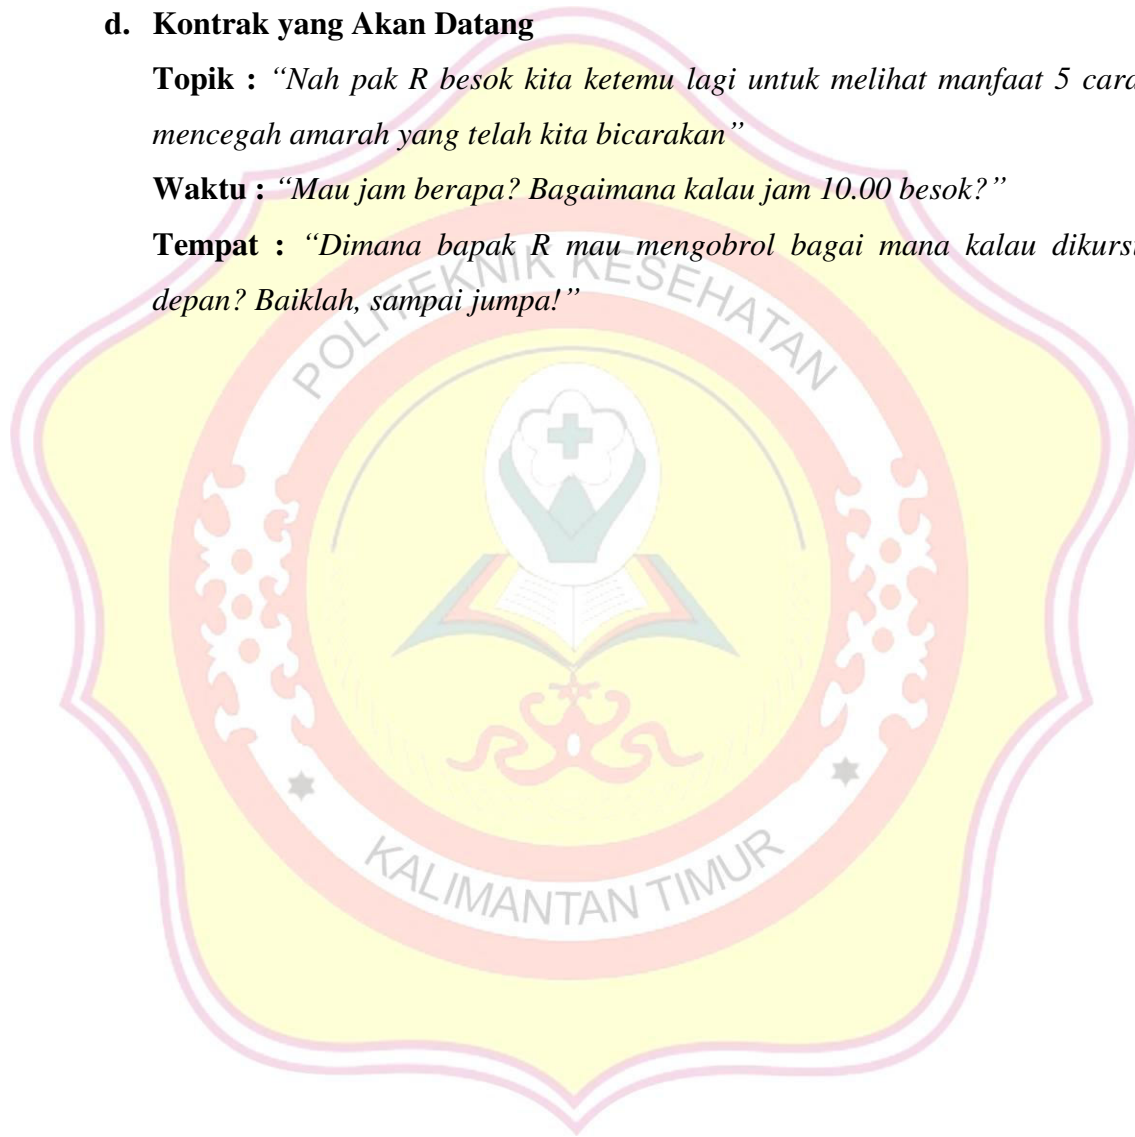 d. Kontrak yang Akan Datang
Topik : “Nah pak R besok kita ketemu lagi untuk melihat manfaat 5 cara
mencegah amarah yang telah kita bicarakan”
Waktu : “Mau jam berapa? Bagaimana kalau jam 10.00 besok?”
Tempat : “Dimana bapak R mau mengobrol bagai mana kalau dikursi
depan? Baiklah, sampai jumpa!”
POLITEKNIK KESEHATAN
KALIMANTAN TIMUR